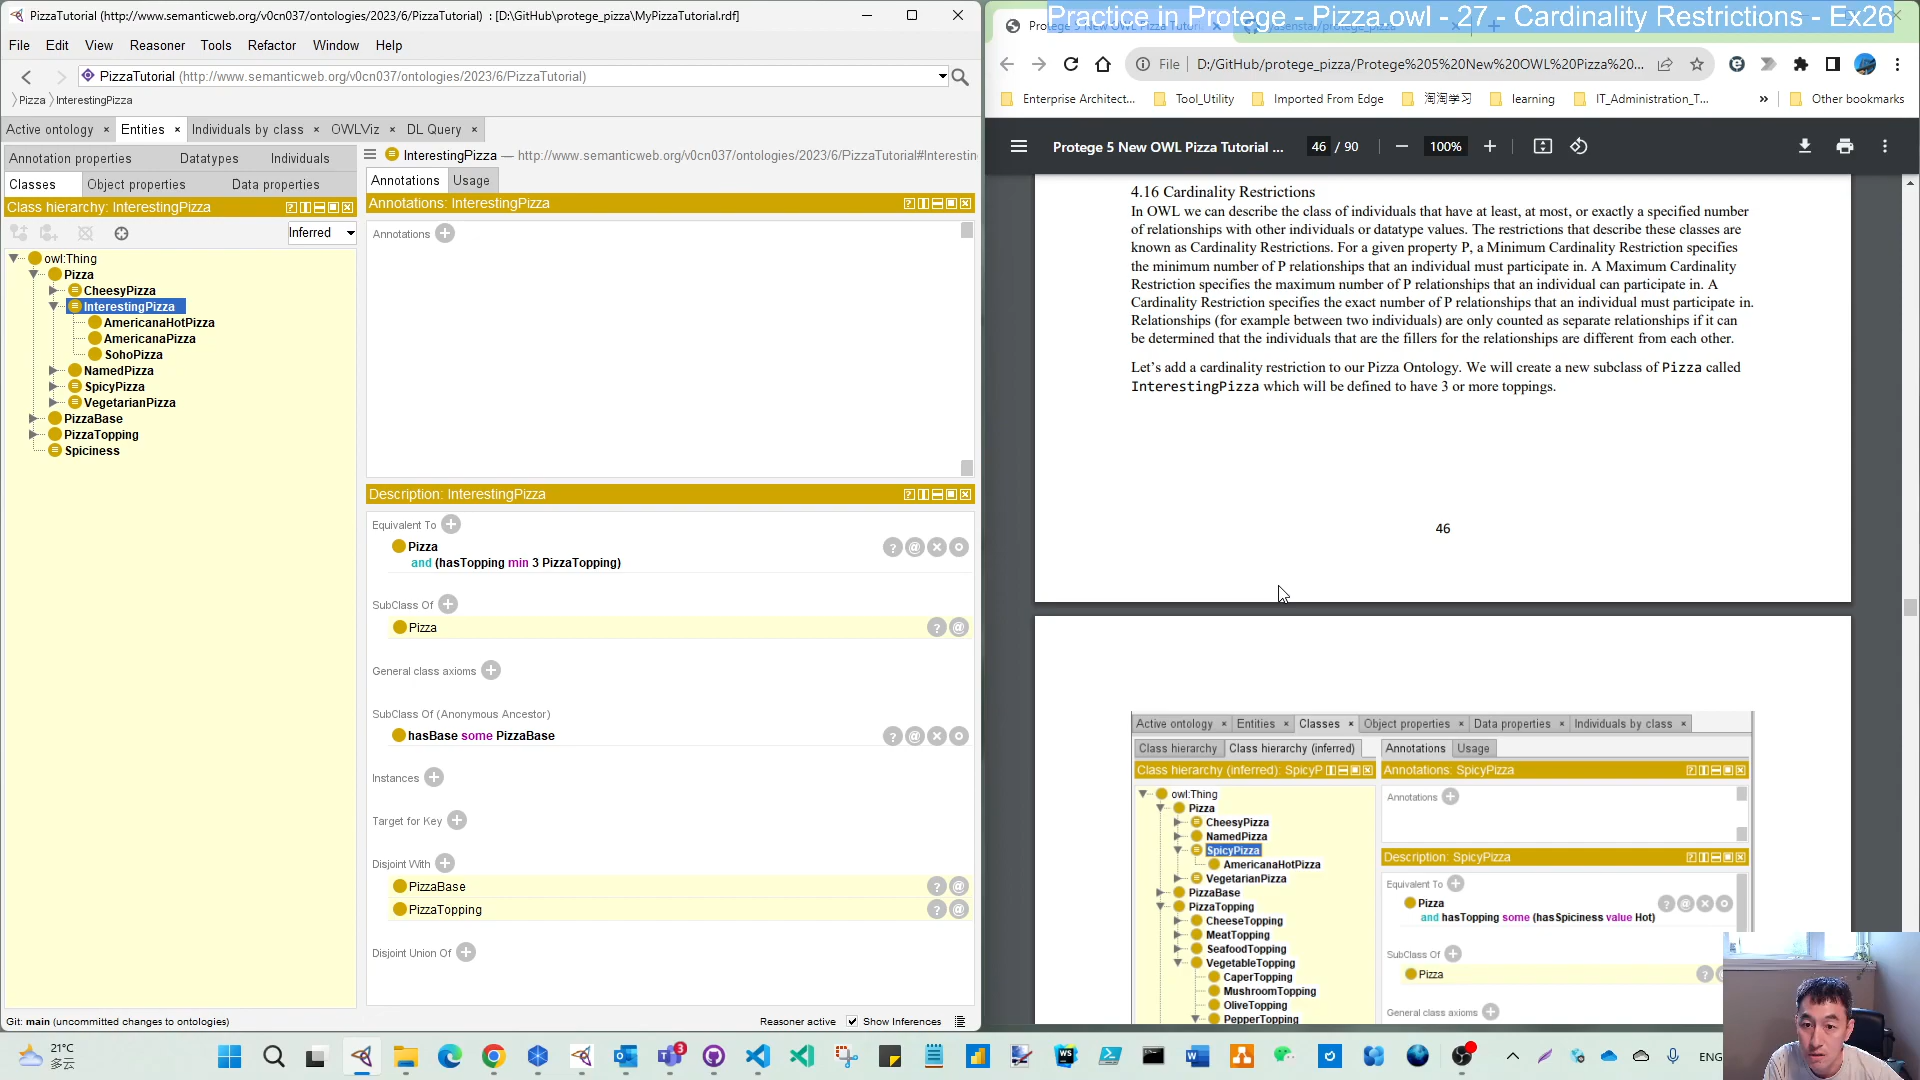 PizzaTutorial (http://www.semanticweb.org/v0cn037/ontologies/2023/6/PizzaTutorial) : [D:\GitHub\protege_pizza\MyPizzaTutorial.rdf]
File Edit View Reasoner Tools Refactor Window Help
PizzaTutorial (http://www.semanticweb.org/v0cn037/ontologies/2023/6/PizzaTutorial)
Pizza InterestingPizza
Active ontology × Entities × Individuals by class × OWLViz × DL Query ×
Annotation properties Datatypes Individuals
Classes Object properties Data properties
Class hierarchy: InterestingPizza
Inferred
owl:Thing
Pizza
CheesyPizza
InterestingPizza
AmericanaHotPizza
AmericanaPizza
SohoPizza
NamedPizza
SpicyPizza
VegetarianPizza
PizzaBase
PizzaTopping
Spiciness
InterestingPizza — http://www.semanticweb.org/v0cn037/ontologies/2023/6/PizzaTutorial#Interestin
Annotations Usage
Annotations: InterestingPizza
Annotations
Description: InterestingPizza
Equivalent To
Pizza
and (hasTopping min 3 PizzaTopping)
SubClass Of
Pizza
General class axioms
SubClass Of (Anonymous Ancestor)
hasBase some PizzaBase
Instances
Target for Key
Disjoint With
PizzaBase
PizzaTopping
Disjoint Union Of
Git: main (uncommitted changes to ontologies)
Reasoner active Show Inferences
Practice in Protege - Pizza.owl - 27 - Cardinality Restrictions - Ex26
File D:/GitHub/protege_pizza/Protege%205%20New%20OWL%20Pizza%20...
Enterprise Architect... Tool_Utility Imported From Edge 淘淘学习 learning IT_Administration_T... » Other bookmarks
Protege 5 New OWL Pizza Tutorial ... 46 / 90 100%
4.16 Cardinality Restrictions
In OWL we can describe the class of individuals that have at least, at most, or exactly a specified number
of relationships with other individuals or datatype values. The restrictions that describe these classes are
known as Cardinality Restrictions. For a given property P, a Minimum Cardinality Restriction specifies
the minimum number of P relationships that an individual must participate in. A Maximum Cardinality
Restriction specifies the maximum number of P relationships that an individual can participate in. A
Cardinality Restriction specifies the exact number of P relationships that an individual must participate in.
Relationships (for example between two individuals) are only counted as separate relationships if it can
be determined that the individuals that are the fillers for the relationships are different from each other.
Let's add a cardinality restriction to our Pizza Ontology. We will create a new subclass of Pizza called
InterestingPizza which will be defined to have 3 or more toppings.
46
Active ontology × Entities × Classes × Object properties × Data properties × Individuals by class ×
Class hierarchy Class hierarchy (inferred)
Class hierarchy (inferred): SpicyP
owl:Thing
Pizza
CheesyPizza
NamedPizza
SpicyPizza
AmericanaHotPizza
VegetarianPizza
PizzaBase
PizzaTopping
CheeseTopping
MeatTopping
SeafoodTopping
VegetableTopping
CaperTopping
MushroomTopping
OliveTopping
PepperTopping
Annotations Usage
Annotations: SpicyPizza
Annotations
Description: SpicyPizza
Equivalent To
Pizza
and hasTopping some (hasSpiciness value Hot)
SubClass Of
Pizza
General class axioms
21°C
多云
3
ENG